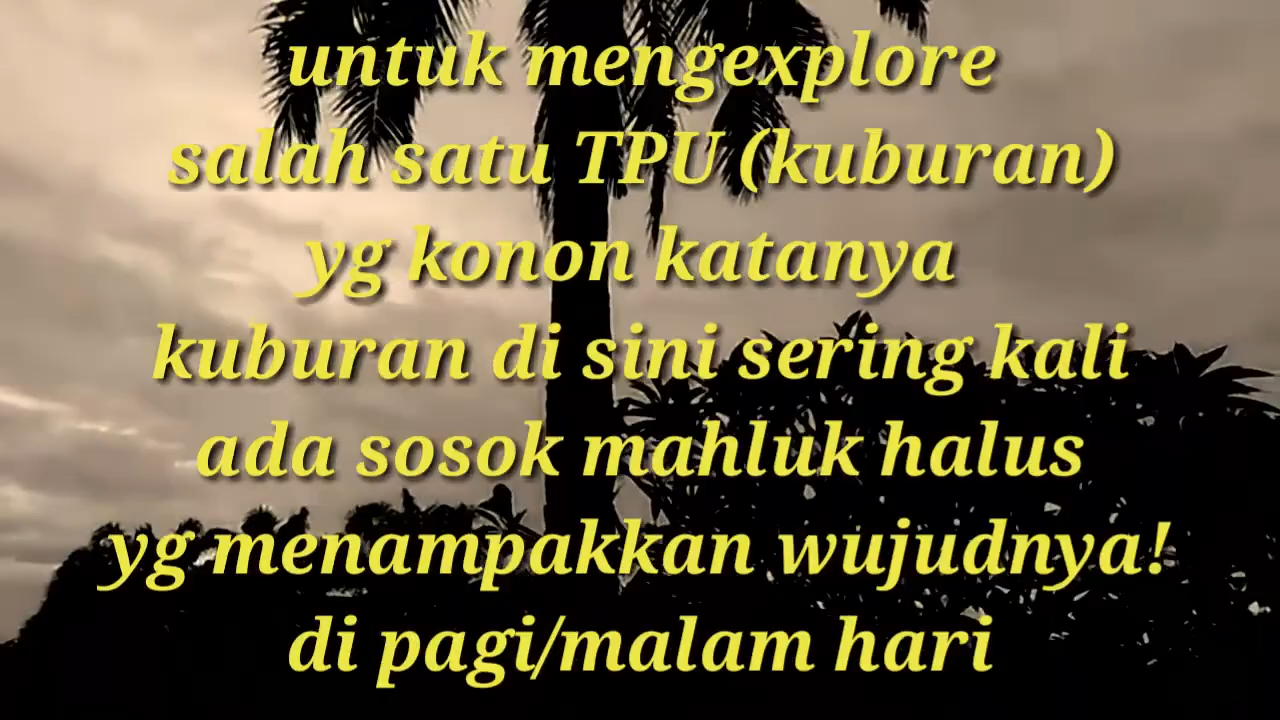 untuk mengexplore
salah satu TPU (kuburan)
yg konon katanya
kuburan di sini sering kali
ada sosok mahluk halus
yg menampakkan wujudnya!
di pagi/malam hari